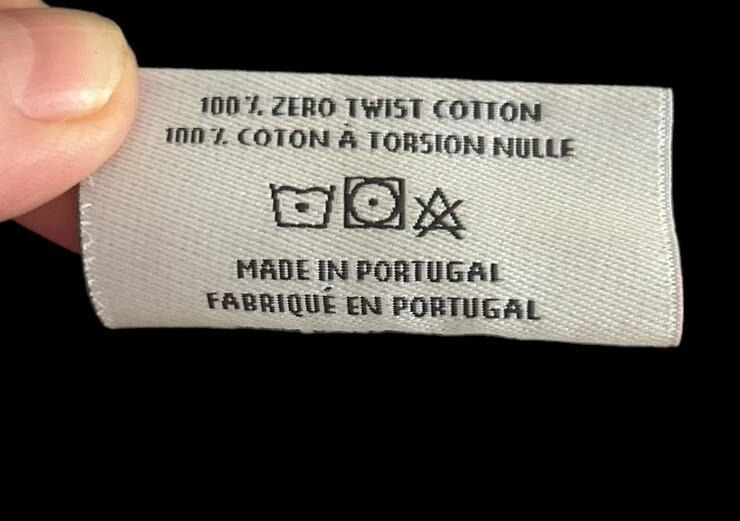 100% ZERO TWIST COTTON
100% COTON À TORSION NULLE
MADE IN PORTUGAL
FABRIQUÉ EN PORTUGAL